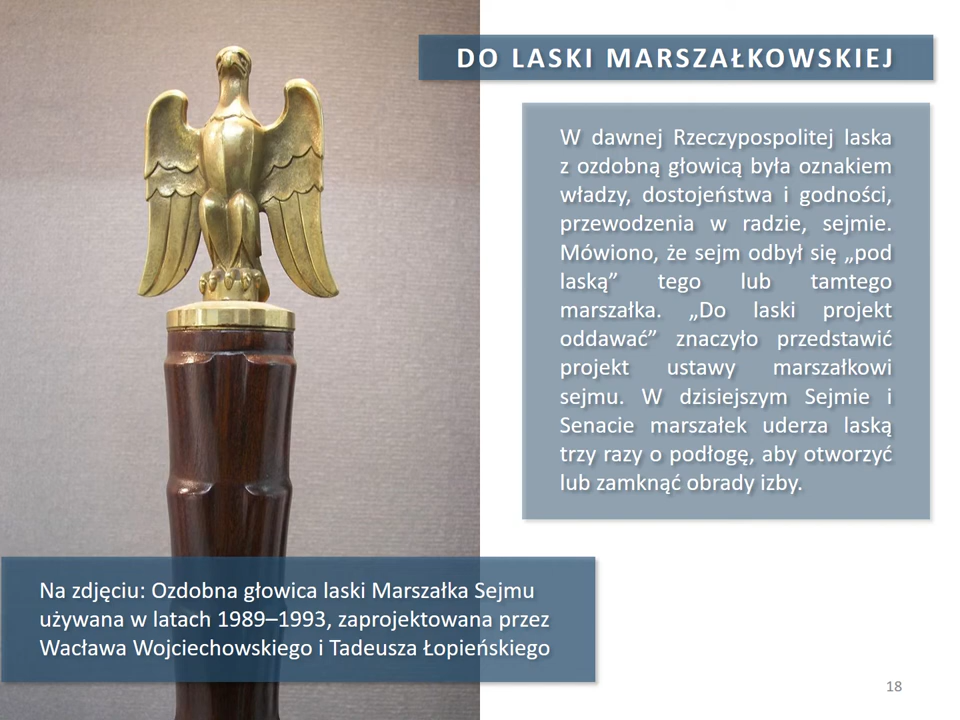 DO LASKI MARSZAŁKOWSKIEJ
W dawnej Rzeczypospolitej laska
z ozdobną głowicą była oznakiem
władzy, dostojeństwa i godności,
przewodzenia w radzie, sejmie.
Mówiono, że sejm odbył się „pod
laską” tego lub tamtego
marszałka. „Do laski projekt
oddawać” znaczyło przedstawić
projekt ustawy marszałkowi
sejmu. W dzisiejszym Sejmie i
Senacie marszałek uderza laską
trzy razy o podłogę, aby otworzyć
lub zamknąć obrady izby.
Na zdjęciu: Ozdobna głowica laski Marszałka Sejmu
używana w latach 1989–1993, zaprojektowana przez
Wacława Wojciechowskiego i Tadeusza Łopieńskiego
18